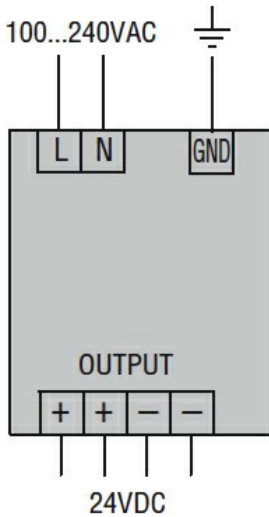 100...240VAC
L N GND
OUTPUT
+ + − −
24VDC